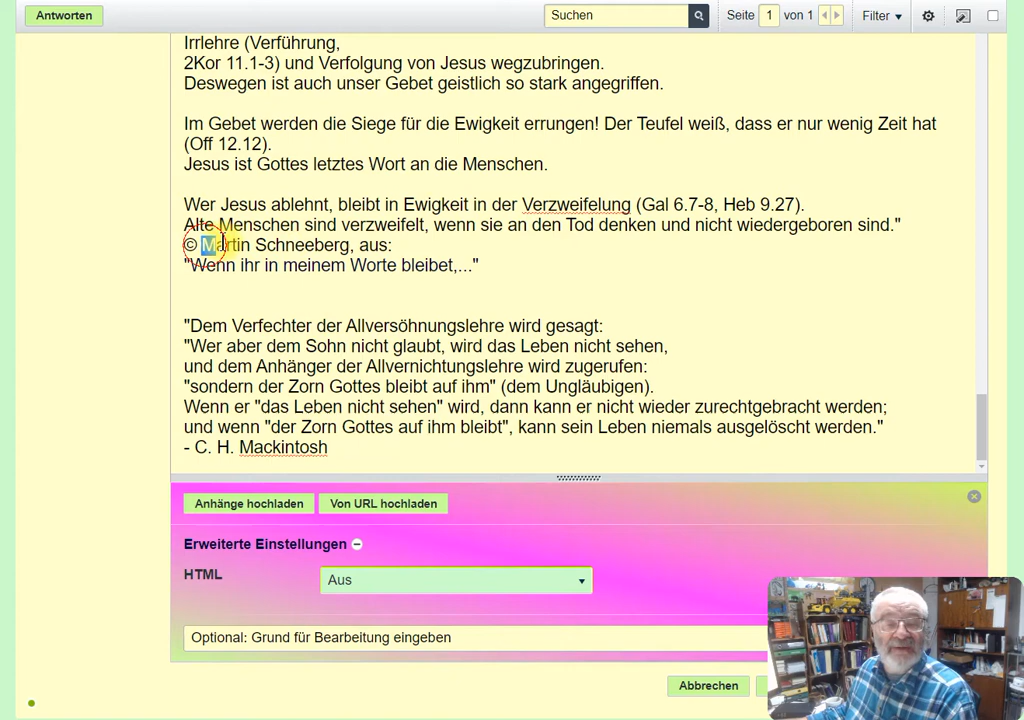 Antworten
Suchen
Seite 1 von 1
Filter
Irrlehre (Verführung,
2Kor 11.1-3) und Verfolgung von Jesus wegzubringen.
Deswegen ist auch unser Gebet geistlich so stark angegriffen.
Im Gebet werden die Siege für die Ewigkeit errungen! Der Teufel weiß, dass er nur wenig Zeit hat
(Off 12.12).
Jesus ist Gottes letztes Wort an die Menschen.
Wer Jesus ablehnt, bleibt in Ewigkeit in der Verzweifelung (Gal 6.7-8, Heb 9.27).
Alte Menschen sind verzweifelt, wenn sie an den Tod denken und nicht wiedergeboren sind."
© Martin Schneeberg, aus:
"Wenn ihr in meinem Worte bleibet,..."
"Dem Verfechter der Allversöhnungslehre wird gesagt:
"Wer aber dem Sohn nicht glaubt, wird das Leben nicht sehen,
und dem Anhänger der Allvernichtungslehre wird zugerufen:
"sondern der Zorn Gottes bleibt auf ihm" (dem Ungläubigen).
Wenn er "das Leben nicht sehen" wird, dann kann er nicht wieder zurechtgebracht werden;
und wenn "der Zorn Gottes auf ihm bleibt", kann sein Leben niemals ausgelöscht werden."
- C. H. Mackintosh
Anhänge hochladen
Von URL hochladen
Erweiterte Einstellungen
HTML
Aus
Optional: Grund für Bearbeitung eingeben
Abbrechen